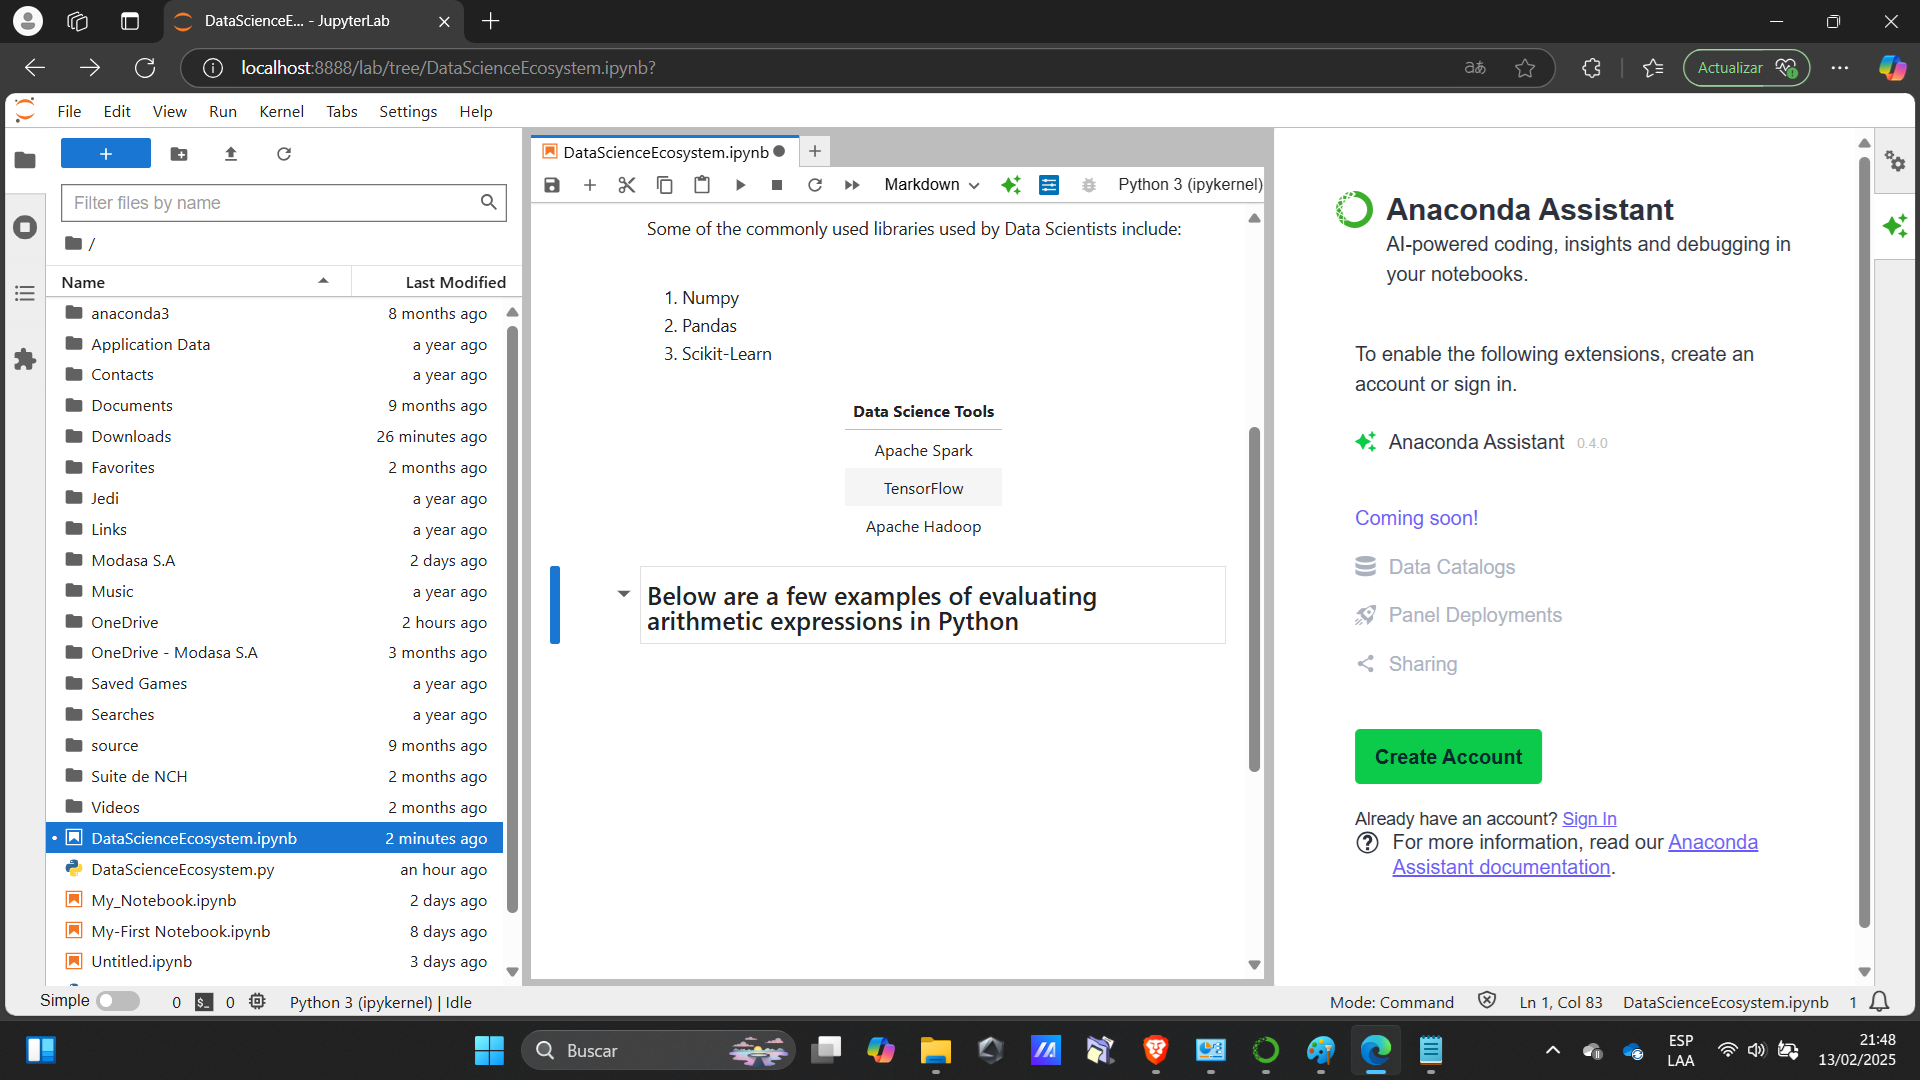 DataScienceE... - JupyterLab
localhost:8888/lab/tree/DataScienceEcosystem.ipynb?
Actualizar
File Edit View Run Kernel Tabs Settings Help
+
Filter files by name
/
Name Last Modified
anaconda3 8 months ago
Application Data a year ago
Contacts a year ago
Documents 9 months ago
Downloads 26 minutes ago
Favorites 2 months ago
Jedi a year ago
Links a year ago
Modasa S.A 2 days ago
Music a year ago
OneDrive 2 hours ago
OneDrive - Modasa S.A 3 months ago
Saved Games a year ago
Searches a year ago
source 9 months ago
Suite de NCH 2 months ago
Videos 2 months ago
DataScienceEcosystem.ipynb 2 minutes ago
DataScienceEcosystem.py an hour ago
My_Notebook.ipynb 2 days ago
My-First Notebook.ipynb 8 days ago
Untitled.ipynb 3 days ago
DataScienceEcosystem.ipynb
Markdown Python 3 (ipykernel)
Some of the commonly used libraries used by Data Scientists include:
1. Numpy
2. Pandas
3. Scikit-Learn
Data Science Tools
Apache Spark
TensorFlow
Apache Hadoop
Below are a few examples of evaluating
arithmetic expressions in Python
Anaconda Assistant
AI-powered coding, insights and debugging in
your notebooks.
To enable the following extensions, create an
account or sign in.
Anaconda Assistant 0.4.0
Coming soon!
Data Catalogs
Panel Deployments
Sharing
Create Account
Already have an account? Sign In
For more information, read our Anaconda
Assistant documentation.
Simple 0 0 Python 3 (ipykernel) | Idle
Mode: Command Ln 1, Col 83 DataScienceEcosystem.ipynb 1
Buscar
ESP
LAA
21:48
13/02/2025